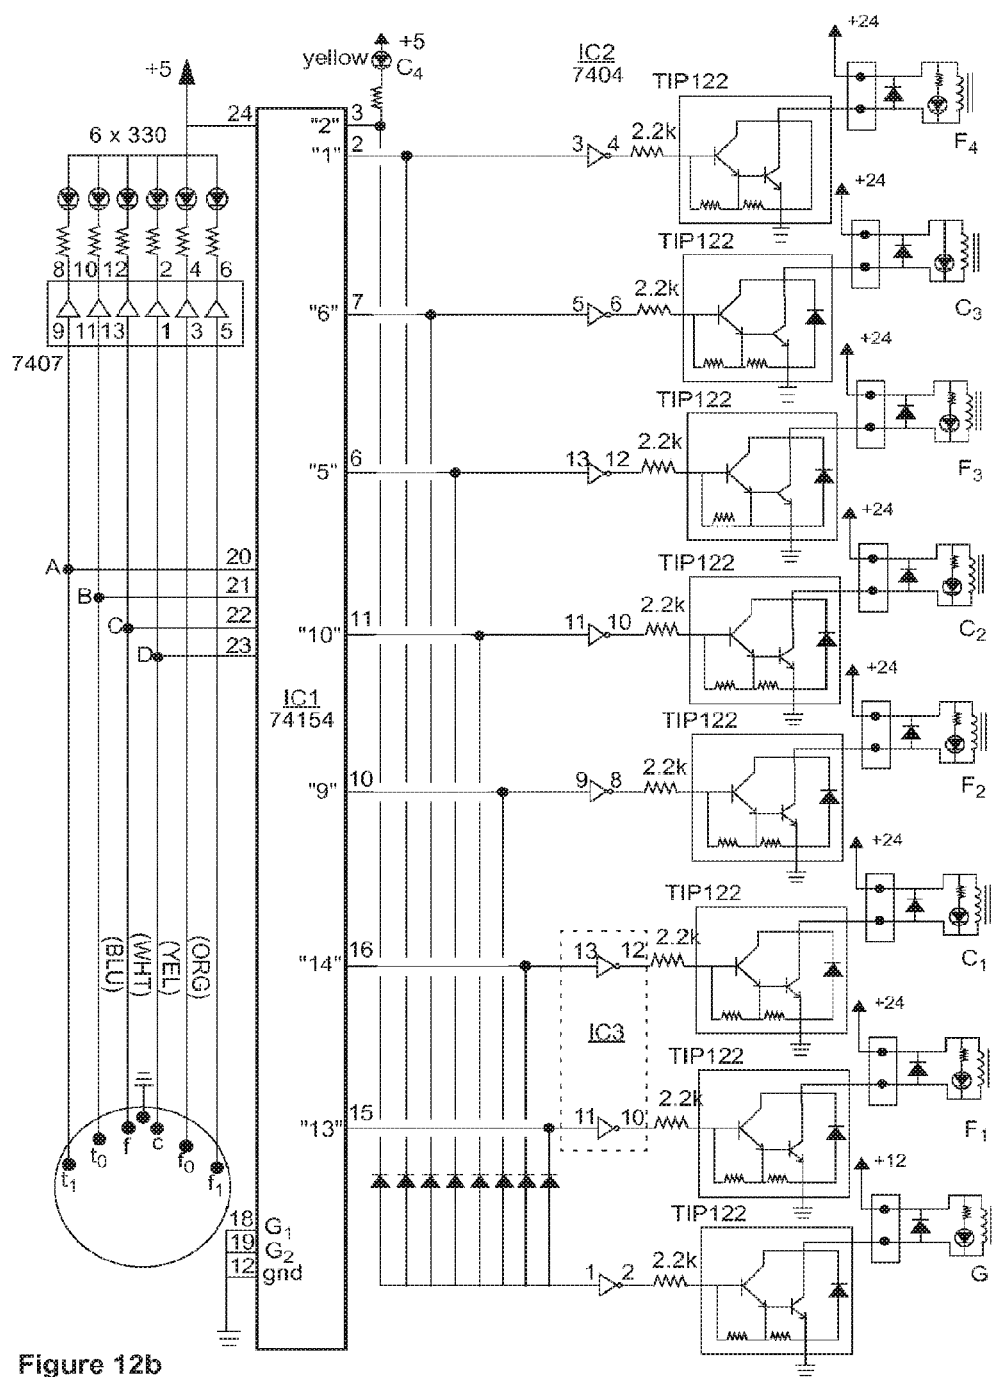 +5
yellow
C4
IC2
7404
TIP122
+24
F4
+5
24
3
"2"
6 x 330
"1"
2
3
4
2.2k
+24
TIP122
C3
8 10 12 2 4 6
9 11 13 1 3 5
7407
"6"
7
5
6
2.2k
+24
TIP122
F3
"5"
6
13
12
2.2k
+24
TIP122
C2
A
20
B
21
C
22
D
23
"10"
11
11
10
2.2k
IC1
74154
+24
TIP122
F2
"9"
10
9
8
2.2k
+24
TIP122
C1
(BLU)
(WHT)
(YEL)
(ORG)
"14"
16
13
12
2.2k
IC3
+24
TIP122
F1
"13"
15
11
10
2.2k
t1
t0
f
c
f0
f1
+12
TIP122
G
18
G1
19
G2
12
gnd
1
2
2.2k
Figure 12b